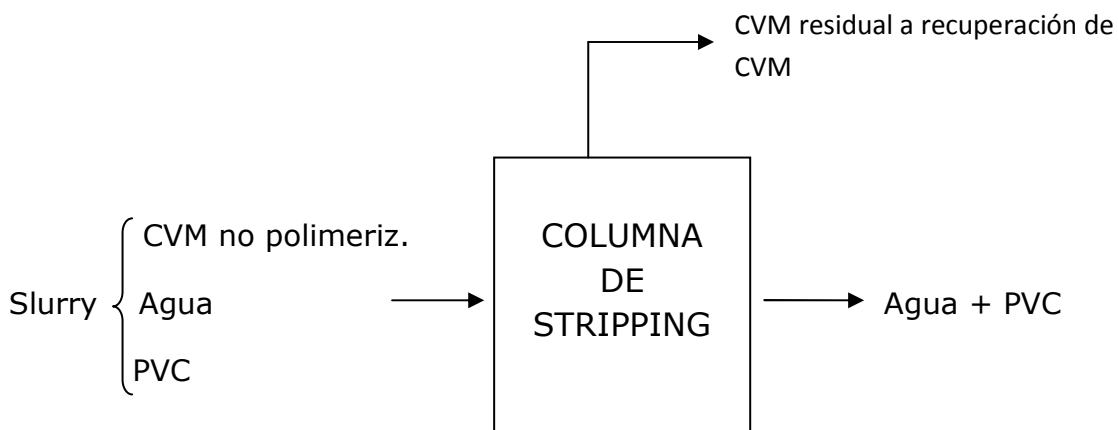 CVM residual a recuperación de
CVM
Slurry
CVM no polimeriz.
Agua
PVC
COLUMNA
DE
STRIPPING
Agua + PVC